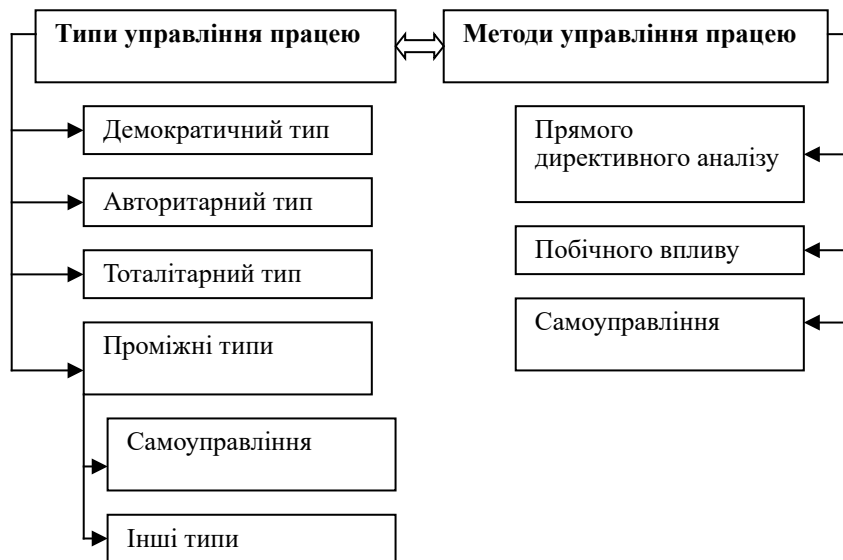 Типи управління працею
Методи управління працею
Демократичний тип
Авторитарний тип
Тоталітарний тип
Проміжні типи
Самоуправління
Інші типи
Прямого
директивного аналізу
Побічного впливу
Самоуправління